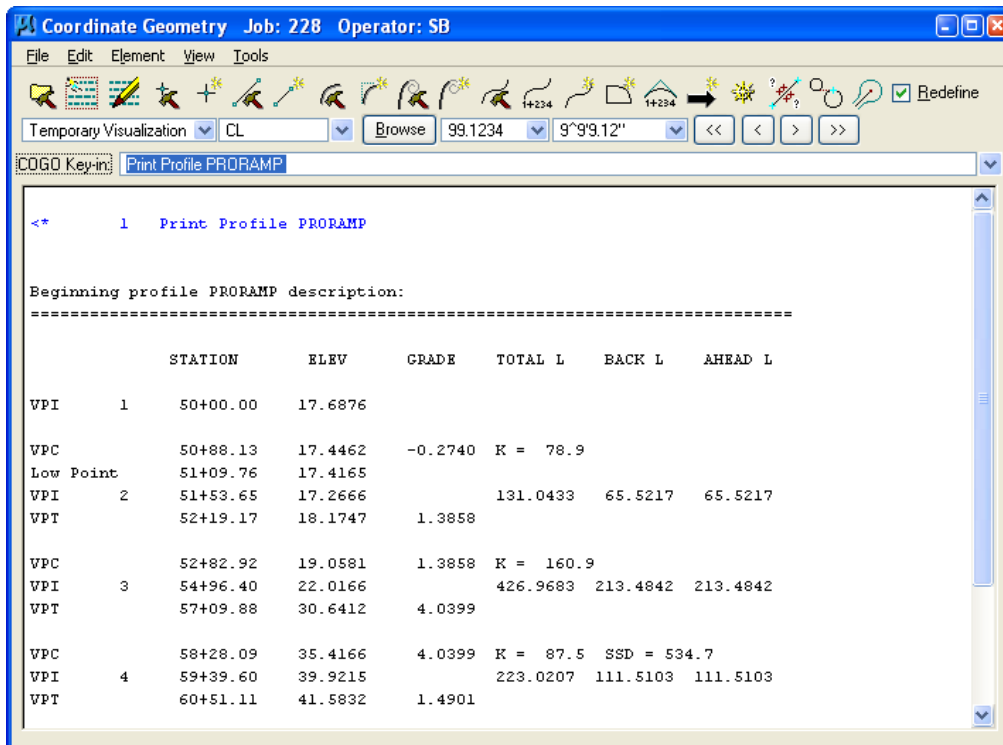 Coordinate Geometry Job: 228 Operator: SB
File Edit Element View Tools
1+234 1+234 Redefine
Temporary Visualization CL Browse 99.1234 9^9'9.12" << < > >>
COGO Key-in: Print Profile PRORAMP
<* 1 Print Profile PRORAMP
Beginning profile PRORAMP description:
==============================================================================
STATION ELEV GRADE TOTAL L BACK L AHEAD L
VPI 1 50+00.00 17.6876
VPC 50+88.13 17.4462 -0.2740 K = 78.9
Low Point 51+09.76 17.4165
VPI 2 51+53.65 17.2666 131.0433 65.5217 65.5217
VPT 52+19.17 18.1747 1.3858
VPC 52+82.92 19.0581 1.3858 K = 160.9
VPI 3 54+96.40 22.0166 426.9683 213.4842 213.4842
VPT 57+09.88 30.6412 4.0399
VPC 58+28.09 35.4166 4.0399 K = 87.5 SSD = 534.7
VPI 4 59+39.60 39.9215 223.0207 111.5103 111.5103
VPT 60+51.11 41.5832 1.4901